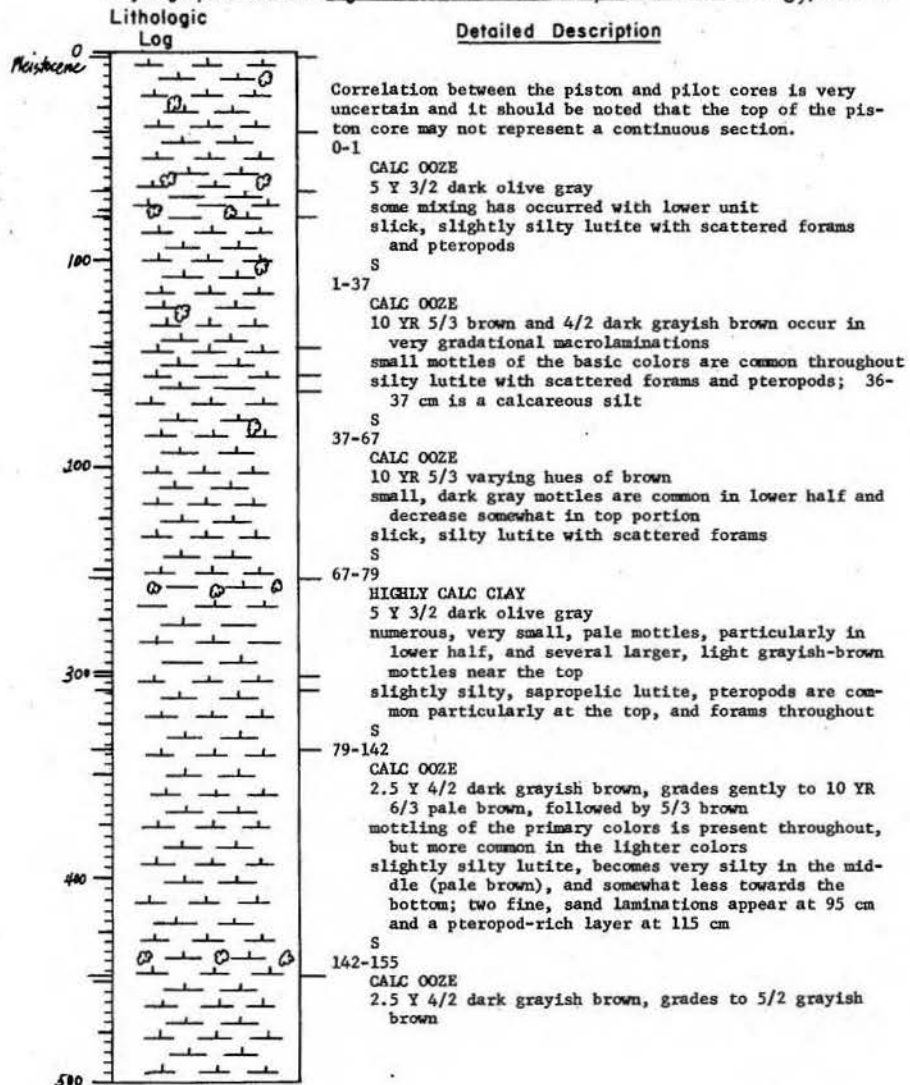 Lithologic
Log
Detailed Description
0
Pleistocene
100
200
300
400
500
Correlation between the piston and pilot cores is very
uncertain and it should be noted that the top of the pis-
ton core may not represent a continuous section.
0-1
CALC OOZE
5 Y 3/2 dark olive gray
some mixing has occurred with lower unit
slick, slightly silty lutite with scattered forams
and pteropods
S
1-37
CALC OOZE
10 YR 5/3 brown and 4/2 dark grayish brown occur in
very gradational macrolaminations
small mottles of the basic colors are common throughout
silty lutite with scattered forams and pteropods; 36-
37 cm is a calcareous silt
S
37-67
CALC OOZE
10 YR 5/3 varying hues of brown
small, dark gray mottles are common in lower half and
decrease somewhat in top portion
slick, silty lutite with scattered forams
S
67-79
HIGHLY CALC CLAY
5 Y 3/2 dark olive gray
numerous, very small, pale mottles, particularly in
lower half, and several larger, light grayish-brown
mottles near the top
slightly silty, sapropelic lutite, pteropods are com-
mon particularly at the top, and forams throughout
S
79-142
CALC OOZE
2.5 Y 4/2 dark grayish brown, grades gently to 10 YR
6/3 pale brown, followed by 5/3 brown
mottling of the primary colors is present throughout,
but more common in the lighter colors
slightly silty lutite, becomes very silty in the mid-
dle (pale brown), and somewhat less towards the
bottom; two fine, sand laminations appear at 95 cm
and a pteropod-rich layer at 115 cm
S
142-155
CALC OOZE
2.5 Y 4/2 dark grayish brown, grades to 5/2 grayish
brown